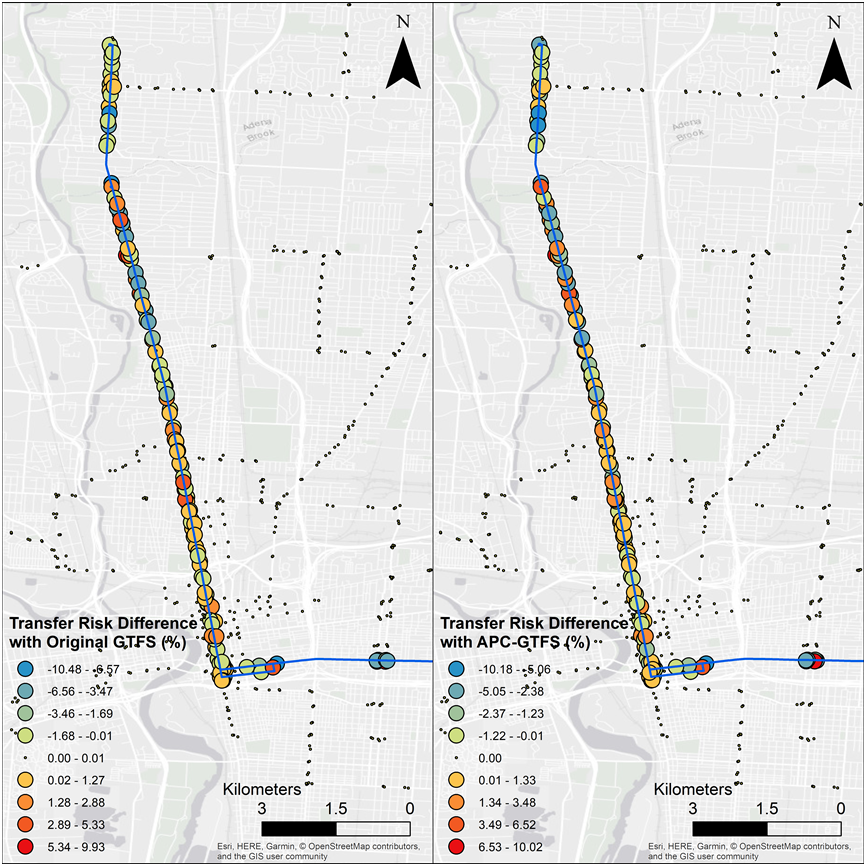 N
Adena
Brook
Transfer Risk Difference
with Original GTFS (%)
-10.48 - -6.57
-6.56 - -3.47
-3.46 - -1.69
-1.68 - -0.01
0.00 - 0.01
0.02 - 1.27
1.28 - 2.88
2.89 - 5.33
5.34 - 9.93
Kilometers
3 1.5 0
Esri, HERE, Garmin, © OpenStreetMap contributors,
and the GIS user community
N
Adena
Brook
Transfer Risk Difference
with APC-GTFS (%)
-10.18 - -5.06
-5.05 - -2.38
-2.37 - -1.23
-1.22 - -0.01
0.00
0.01 - 1.33
1.34 - 3.48
3.49 - 6.52
6.53 - 10.02
Kilometers
3 1.5 0
Esri, HERE, Garmin, © OpenStreetMap contributors,
and the GIS user community